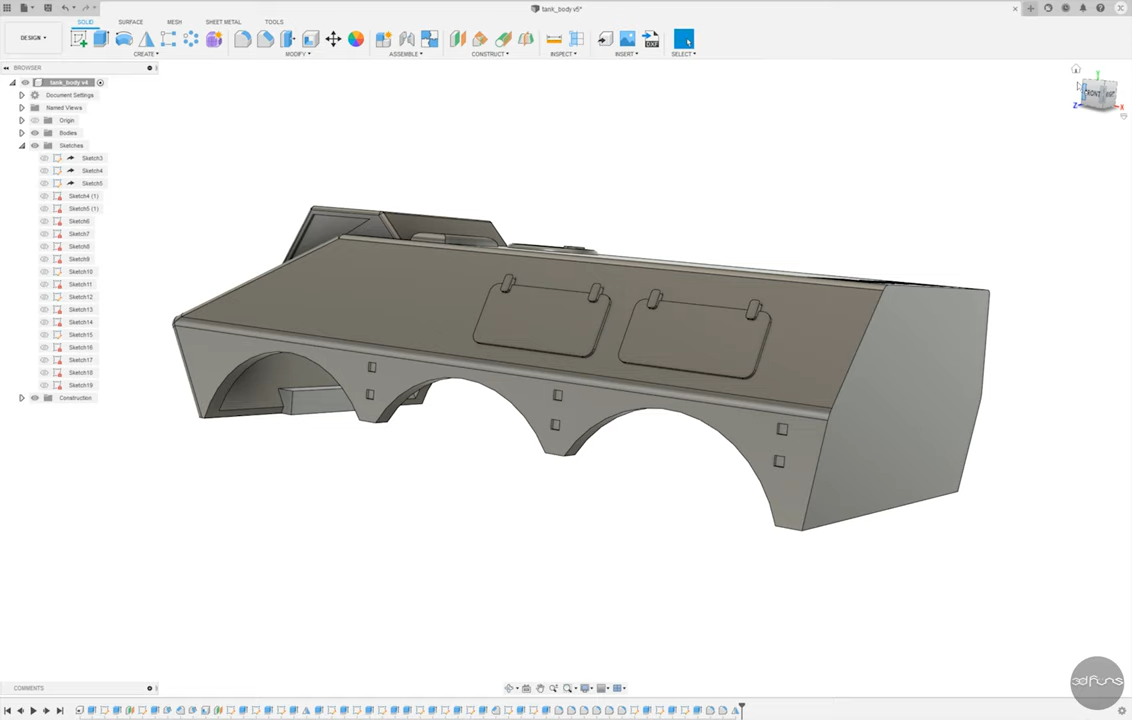 tank_body v5*
DESIGN
SOLID
SURFACE
MESH
SHEET METAL
TOOLS
CREATE
MODIFY
ASSEMBLE
CONSTRUCT
INSPECT
INSERT
SELECT
DXF
BROWSER
tank_body v4
Document Settings
Named Views
Origin
Bodies
Sketches
Sketch3
Sketch4
Sketch5
Sketch4 (1)
Sketch5 (1)
Sketch6
Sketch7
Sketch8
Sketch9
Sketch10
Sketch11
Sketch12
Sketch13
Sketch14
Sketch15
Sketch16
Sketch17
Sketch18
Sketch19
Construction
Y
FRONT
Z
X
COMMENTS
3dfuns